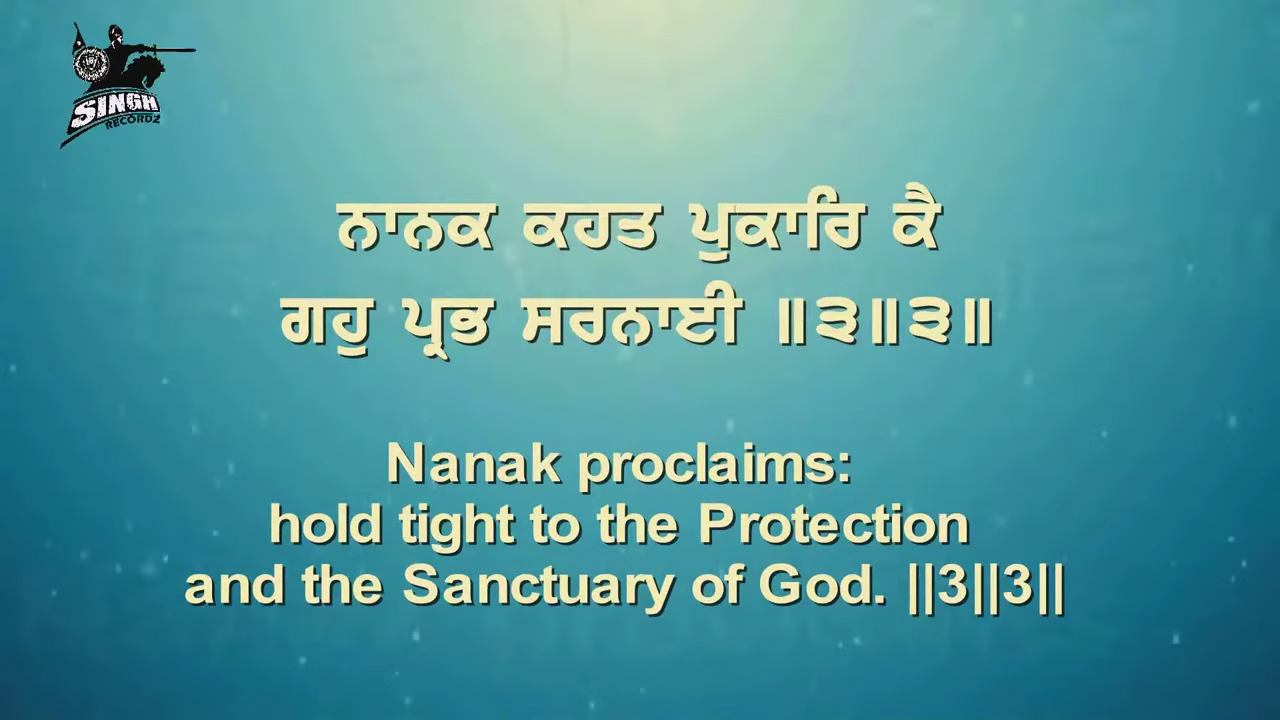 SINGH
RECORDZ
ਨਾਨਕ ਕਹਤ ਪੁਕਾਰਿ ਕੈ
ਗਹੁ ਪ੍ਰਭ ਸਰਨਾਈ ॥੩॥੩॥
Nanak proclaims:
hold tight to the Protection
and the Sanctuary of God. ||3||3||